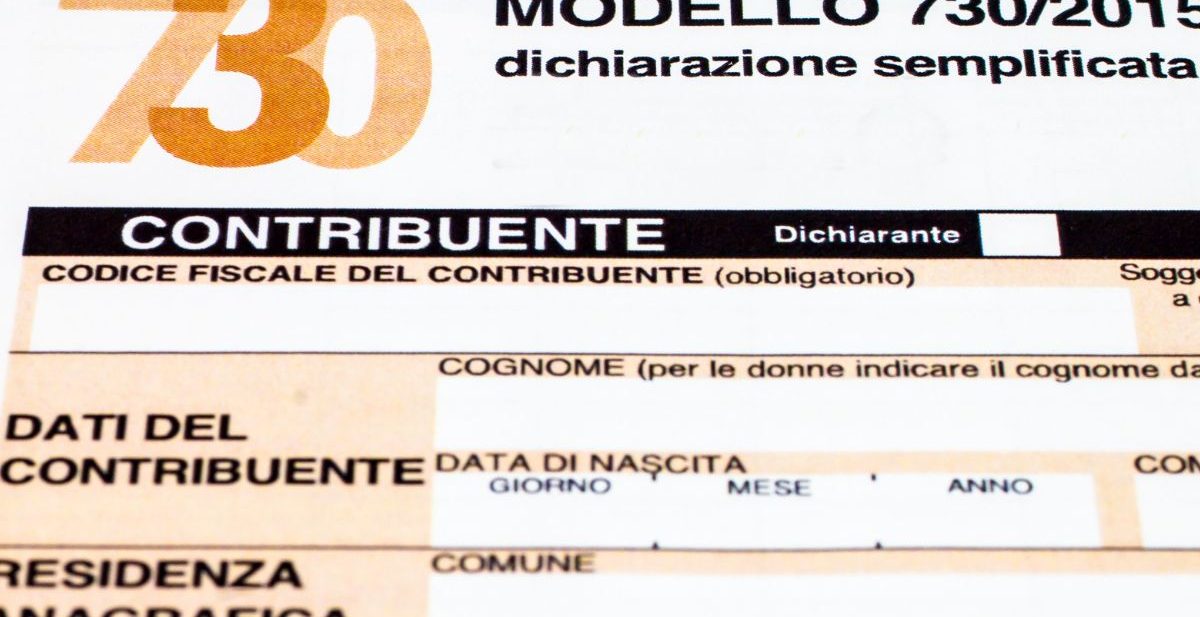 730
MODELLO 730/2015
dichiarazione semplificata
CONTRIBUENTE Dichiarante
CODICE FISCALE DEL CONTRIBUENTE (obbligatorio)
a
COGNOME (per le donne indicare il cognome da
DATI DEL
CONTRIBUENTE
DATA DI NASCITA
GIORNO MESE ANNO
RESIDENZA
ANAGRAFICA
COMUNE